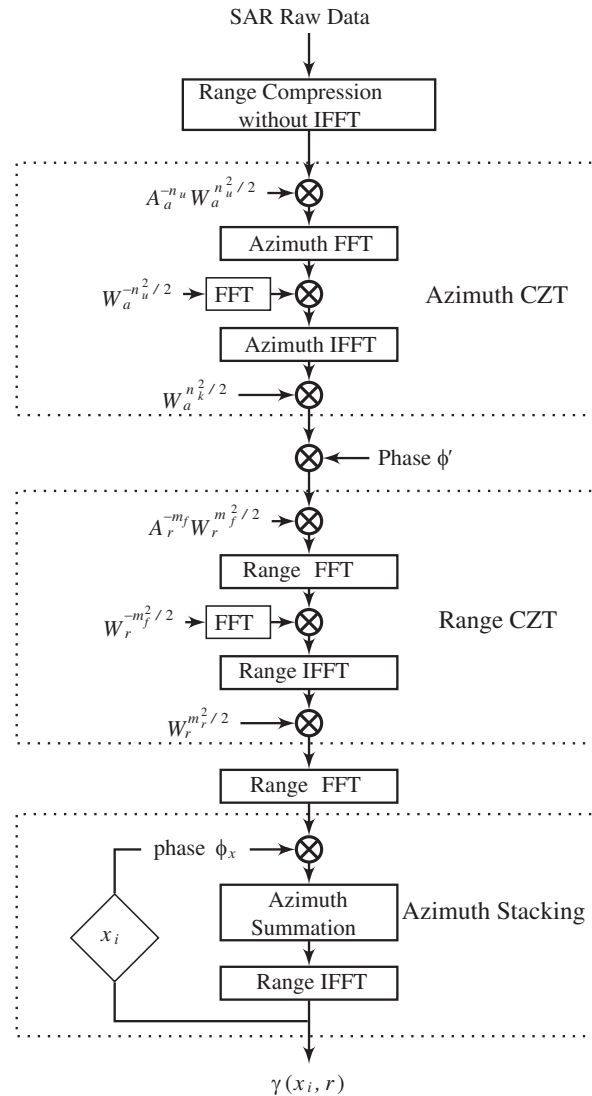 SAR Raw Data
Range Compression
without IFFT
A_a^{-n_u} W_a^{n_u^2/2}
Azimuth FFT
W_a^{-n_u^2/2}
FFT
Azimuth CZT
Azimuth IFFT
W_a^{n_k^2/2}
Phase ϕ′
A_r^{-m_f} W_r^{m_f^2/2}
Range FFT
W_r^{-m_f^2/2}
FFT
Range CZT
Range IFFT
W_r^{m_r^2/2}
Range FFT
phase ϕ_x
Azimuth
Summation
Azimuth Stacking
x_i
Range IFFT
γ(x_i, r)